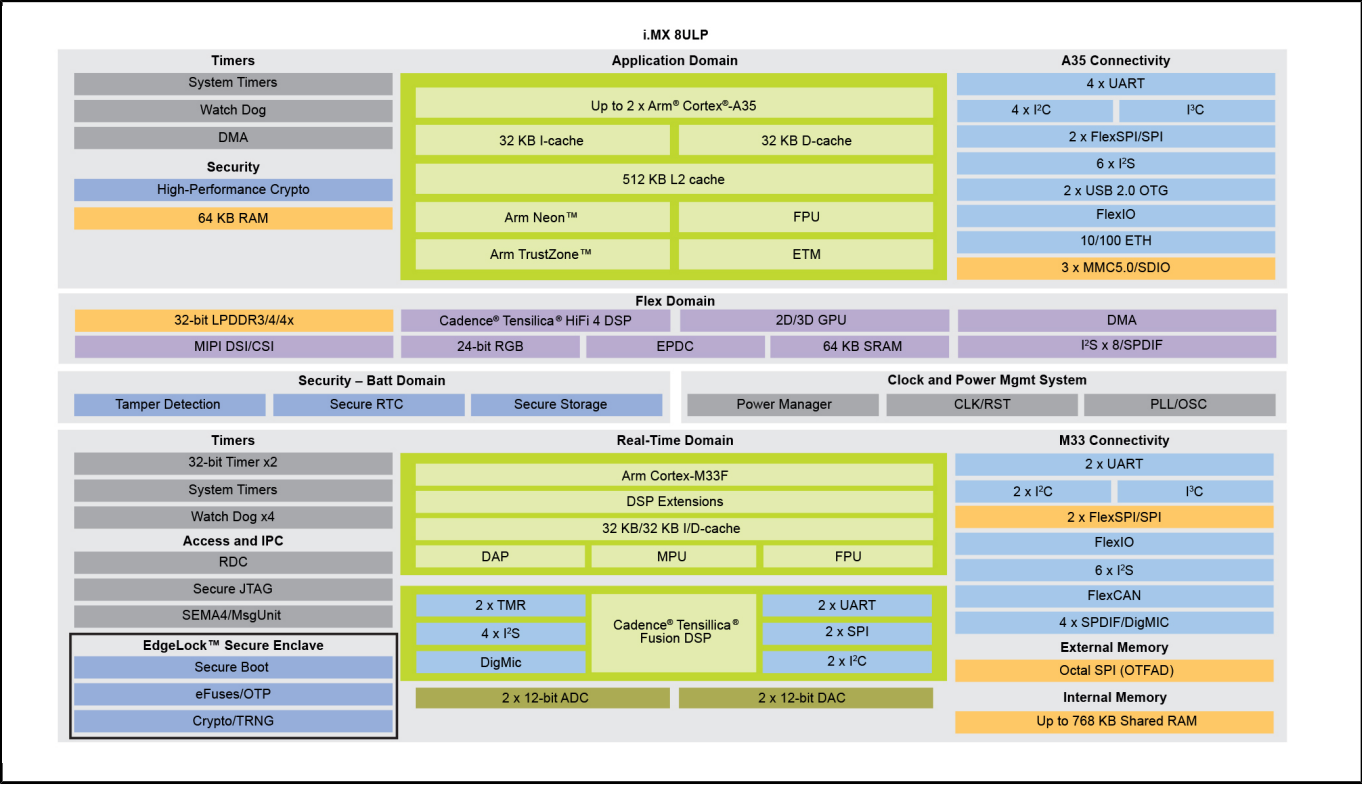 i.MX 8ULP
Timers
System Timers
Watch Dog
DMA
Security
High-Performance Crypto
64 KB RAM
Application Domain
Up to 2 x Arm® Cortex®-A35
32 KB I-cache
32 KB D-cache
512 KB L2 cache
Arm Neon™
FPU
Arm TrustZone™
ETM
A35 Connectivity
4 x UART
4 x I²C
I³C
2 x FlexSPI/SPI
6 x I²S
2 x USB 2.0 OTG
FlexIO
10/100 ETH
3 x MMC5.0/SDIO
Flex Domain
32-bit LPDDR3/4/4x
Cadence® Tensilica® HiFi 4 DSP
2D/3D GPU
DMA
MIPI DSI/CSI
24-bit RGB
EPDC
64 KB SRAM
I²S x 8/SPDIF
Security – Batt Domain
Tamper Detection
Secure RTC
Secure Storage
Clock and Power Mgmt System
Power Manager
CLK/RST
PLL/OSC
Timers
32-bit Timer x2
System Timers
Watch Dog x4
Access and IPC
RDC
Secure JTAG
SEMA4/MsgUnit
EdgeLock™ Secure Enclave
Secure Boot
eFuses/OTP
Crypto/TRNG
Real-Time Domain
Arm Cortex-M33F
DSP Extensions
32 KB/32 KB I/D-cache
DAP
MPU
FPU
2 x TMR
4 x I²S
DigMic
Cadence® Tensillica®
Fusion DSP
2 x UART
2 x SPI
2 x I²C
2 x 12-bit ADC
2 x 12-bit DAC
M33 Connectivity
2 x UART
2 x I²C
I³C
2 x FlexSPI/SPI
FlexIO
6 x I²S
FlexCAN
4 x SPDIF/DigMIC
External Memory
Octal SPI (OTFAD)
Internal Memory
Up to 768 KB Shared RAM